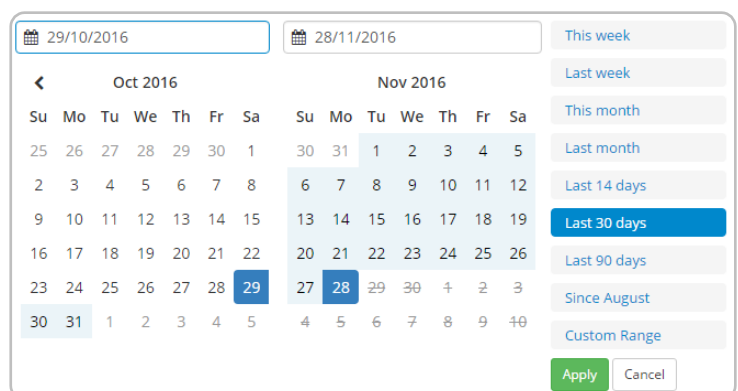 29/10/2016
28/11/2016
Oct 2016
Su Mo Tu We Th Fr Sa
25 26 27 28 29 30 1
2 3 4 5 6 7 8
9 10 11 12 13 14 15
16 17 18 19 20 21 22
23 24 25 26 27 28 29
30 31 1 2 3 4 5
Nov 2016
Su Mo Tu We Th Fr Sa
30 31 1 2 3 4 5
6 7 8 9 10 11 12
13 14 15 16 17 18 19
20 21 22 23 24 25 26
27 28 29 30 1 2 3
4 5 6 7 8 9 10
This week
Last week
This month
Last month
Last 14 days
Last 30 days
Last 90 days
Since August
Custom Range
Apply Cancel